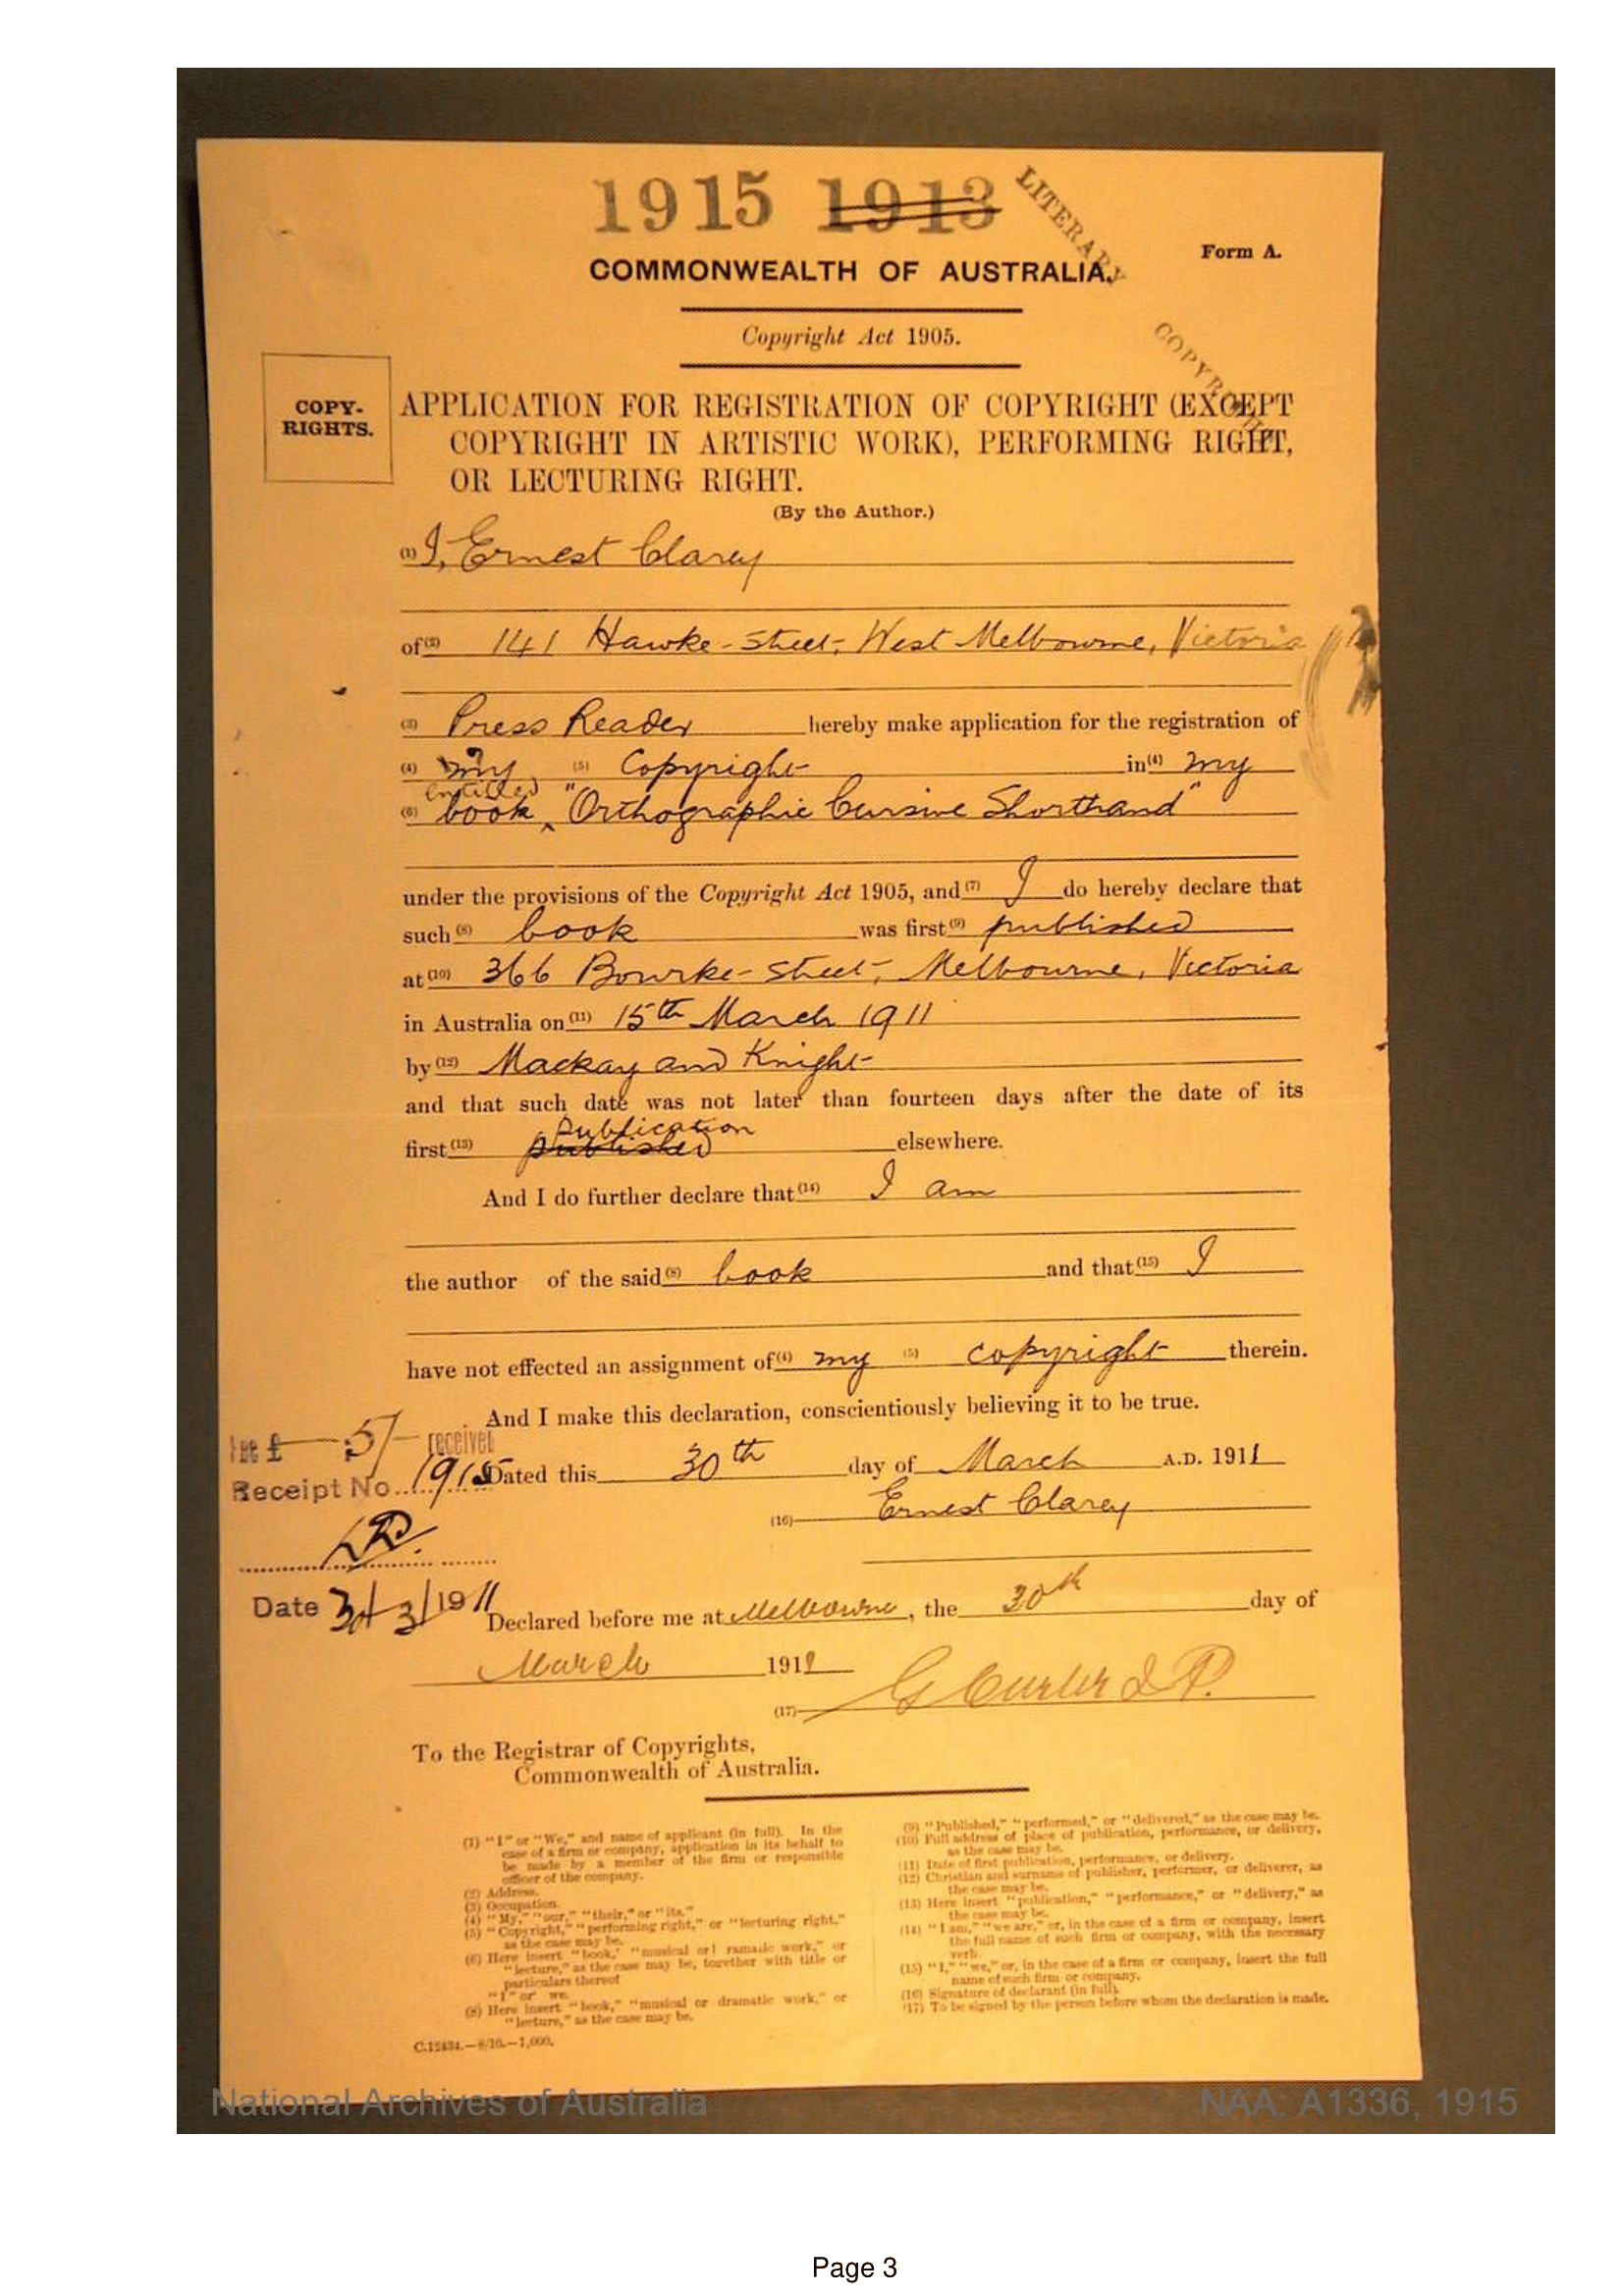 1915 1913
LITERARY
Form A.
COMMONWEALTH OF AUSTRALIA.
Copyright Act 1905.
COPYRIGHT
COPY-
RIGHTS.
APPLICATION FOR REGISTRATION OF COPYRIGHT (EXCEPT
COPYRIGHT IN ARTISTIC WORK), PERFORMING RIGHT,
OR LECTURING RIGHT.
(By the Author.)
(1) I, Ernest Clarey
of (2) 141 Hawke-Street, West Melbourne, Victoria
(3) Press Reader hereby make application for the registration of
(4) my (5) Copyright in (4) my
entitled
(6) book "Orthographic Cursive Shorthand"
under the provisions of the Copyright Act 1905, and (7) I do hereby declare that
such (8) book was first (9) published
at (10) 366 Bourke-Street, Melbourne, Victoria
in Australia on (11) 15th March 1911
by (12) Mackay and Knight
and that such date was not later than fourteen days after the date of its
Publication
first (13) published elsewhere.
And I do further declare that (14) I am
the author of the said (8) book and that (15) I
have not effected an assignment of (4) my (5) copyright therein.
And I make this declaration, conscientiously believing it to be true.
Fee £ 5/- received
Receipt No. 1915
Dated this 30th day of March A.D. 1911
(16) Ernest Clarey
Date 30/3/1911
Declared before me at Melbourne, the 30th day of
March 1911
(17) G Curler J.P.
To the Registrar of Copyrights,
Commonwealth of Australia.
(1) "I" or "We," and name of applicant (in full). In the
case of a firm or company, application in its behalf to
be made by a member of the firm or responsible
officer of the company.
(2) Address.
(3) Occupation.
(4) "My," "our," "their," or "its."
(5) "Copyright," "performing right," or "lecturing right,"
as the case may be.
(6) Here insert "book," "musical or ramatic work," or
"lecture," as the case may be, together with title or
particulars thereof
"I" or we.
(8) Here insert "book," "musical or dramatic work," or
"lecture," as the case may be.
(9) "Published," "performed," or "delivered," as the case may be.
(10) Full address of place of publication, performance, or delivery,
as the case may be.
(11) Date of first publication, performance, or delivery.
(12) Christian and surname of publisher, performer, or deliverer, as
the case may be.
(13) Here insert "publication," "performance," or "delivery," as
the case may be.
(14) "I am," "we are," or, in the case of a firm or company, insert
the full name of such firm or company, with the necessary
verb.
(15) "I," "we," or, in the case of a firm or company, insert the full
name of such firm or company.
(16) Signature of declarant (in full).
(17) To be signed by the person before whom the declaration is made.
C.12434.—8/10.—1,000.
National Archives of Australia
NAA: A1336, 1915
Page 3